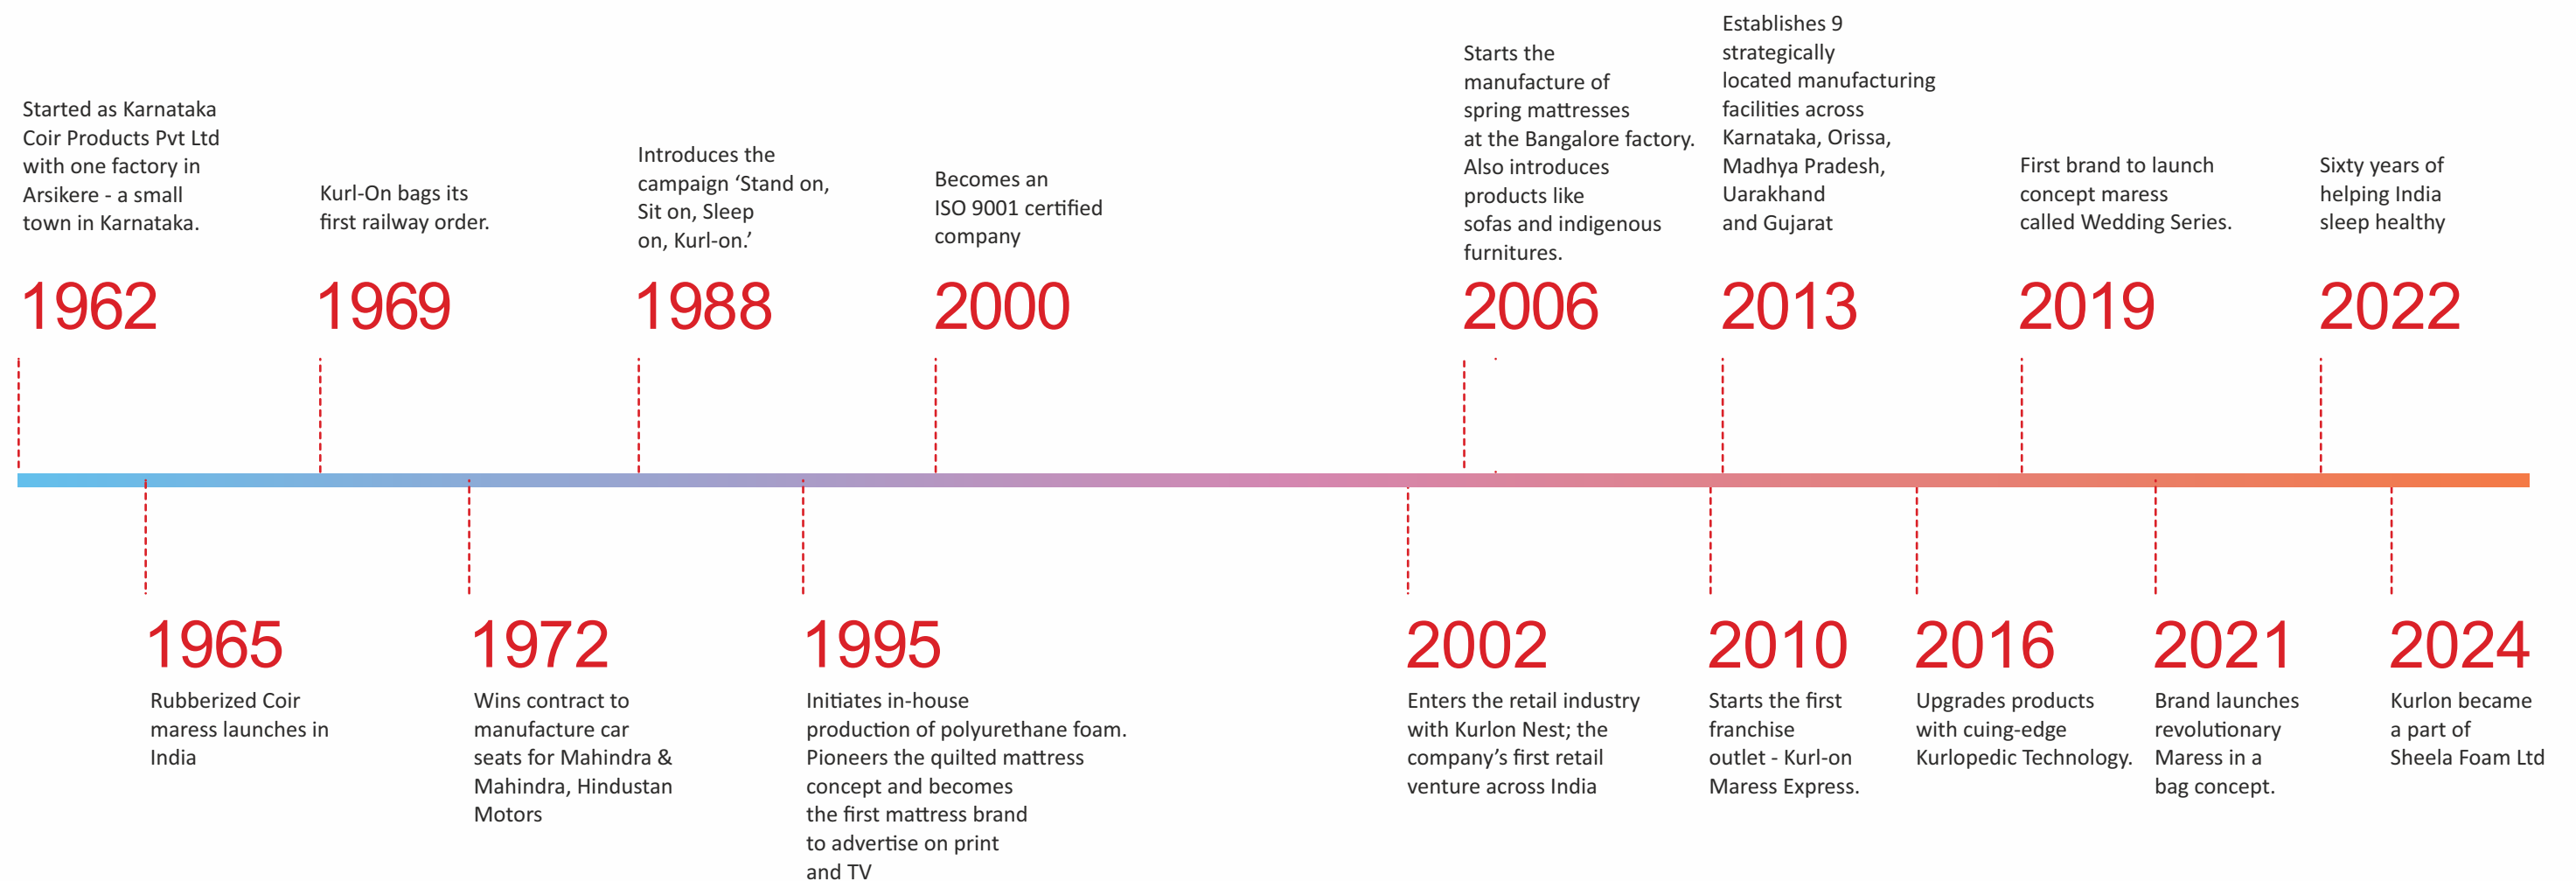 Started as Karnataka
Coir Products Pvt Ltd
with one factory in
Arsikere - a small
town in Karnataka.
1962
Kurl-On bags its
first railway order.
1969
Introduces the
campaign ‘Stand on,
Sit on, Sleep
on, Kurl-on.’
1988
Becomes an
ISO 9001 certified
company
2000
Starts the
manufacture of
spring mattresses
at the Bangalore factory.
Also introduces
products like
sofas and indigenous
furnitures.
2006
Establishes 9
strategically
located manufacturing
facilities across
Karnataka, Orissa,
Madhya Pradesh,
Uarakhand
and Gujarat
2013
First brand to launch
concept maress
called Wedding Series.
2019
Sixty years of
helping India
sleep healthy
2022
1965
Rubberized Coir
maress launches in
India
1972
Wins contract to
manufacture car
seats for Mahindra &
Mahindra, Hindustan
Motors
1995
Initiates in-house
production of polyurethane foam.
Pioneers the quilted mattress
concept and becomes
the first mattress brand
to advertise on print
and TV
2002
Enters the retail industry
with Kurlon Nest; the
company’s first retail
venture across India
2010
Starts the first
franchise
outlet - Kurl-on
Maress Express.
2016
Upgrades products
with cuing-edge
Kurlopedic Technology.
2021
Brand launches
revolutionary
Maress in a
bag concept.
2024
Kurlon became
a part of
Sheela Foam Ltd